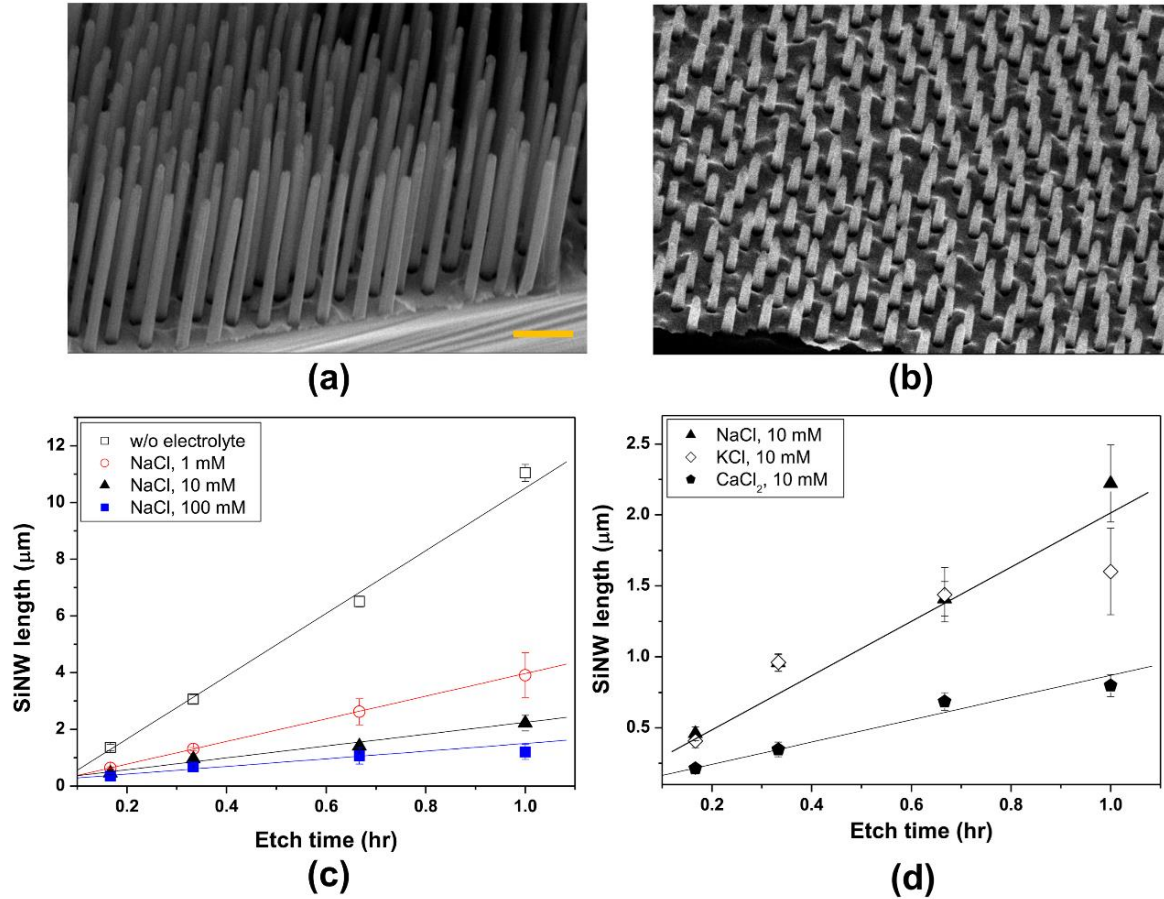 (a)
(b)
w/o electrolyte
NaCl, 1 mM
NaCl, 10 mM
NaCl, 100 mM
12
10
8
6
4
2
0
SiNW length (μm)
0.2
0.4
0.6
0.8
1.0
Etch time (hr)
(c)
NaCl, 10 mM
KCl, 10 mM
CaCl₂, 10 mM
2.5
2.0
1.5
1.0
0.5
SiNW length (μm)
0.2
0.4
0.6
0.8
1.0
Etch time (hr)
(d)